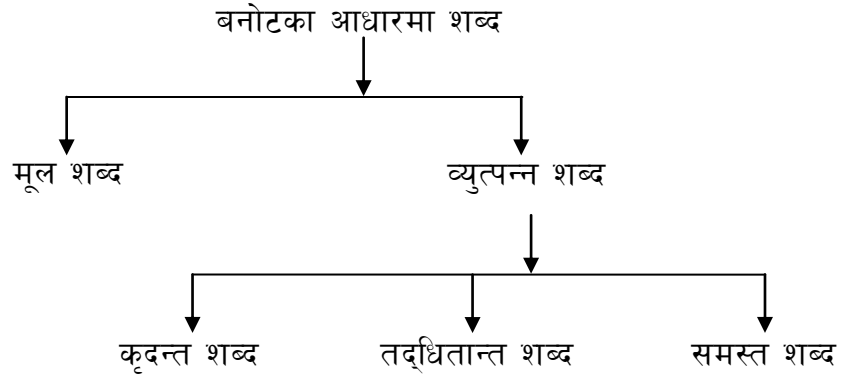 बनोटका आधारमा शब्द
मूल शब्द व्युत्पन्न शब्द
कृदन्त शब्द तद्‌धितान्त शब्द समस्त शब्द